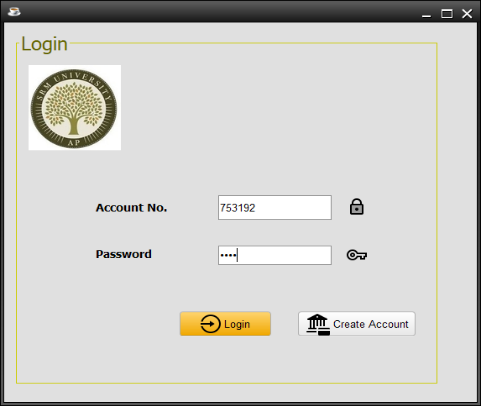 Login
SRM UNIVERSITY
AP
Account No.
753192
Password
••••
Login
Create Account